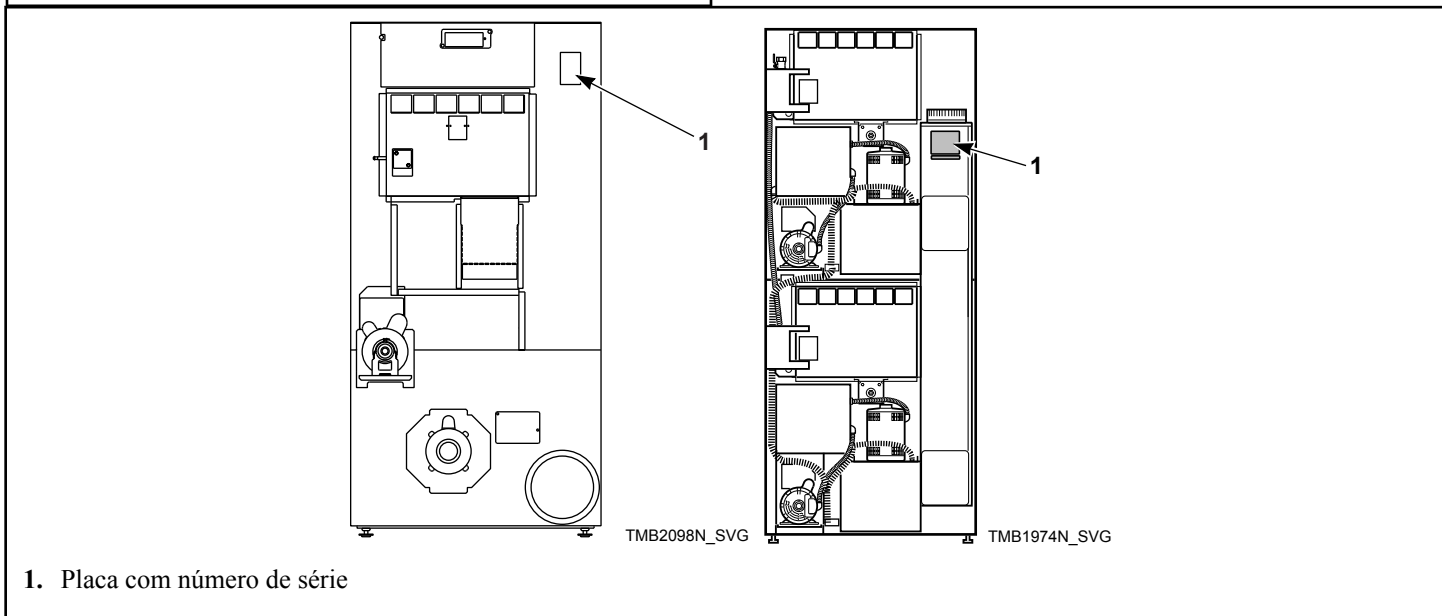 1
1
TMB2098N_SVG
TMB1974N_SVG
1. Placa com número de série